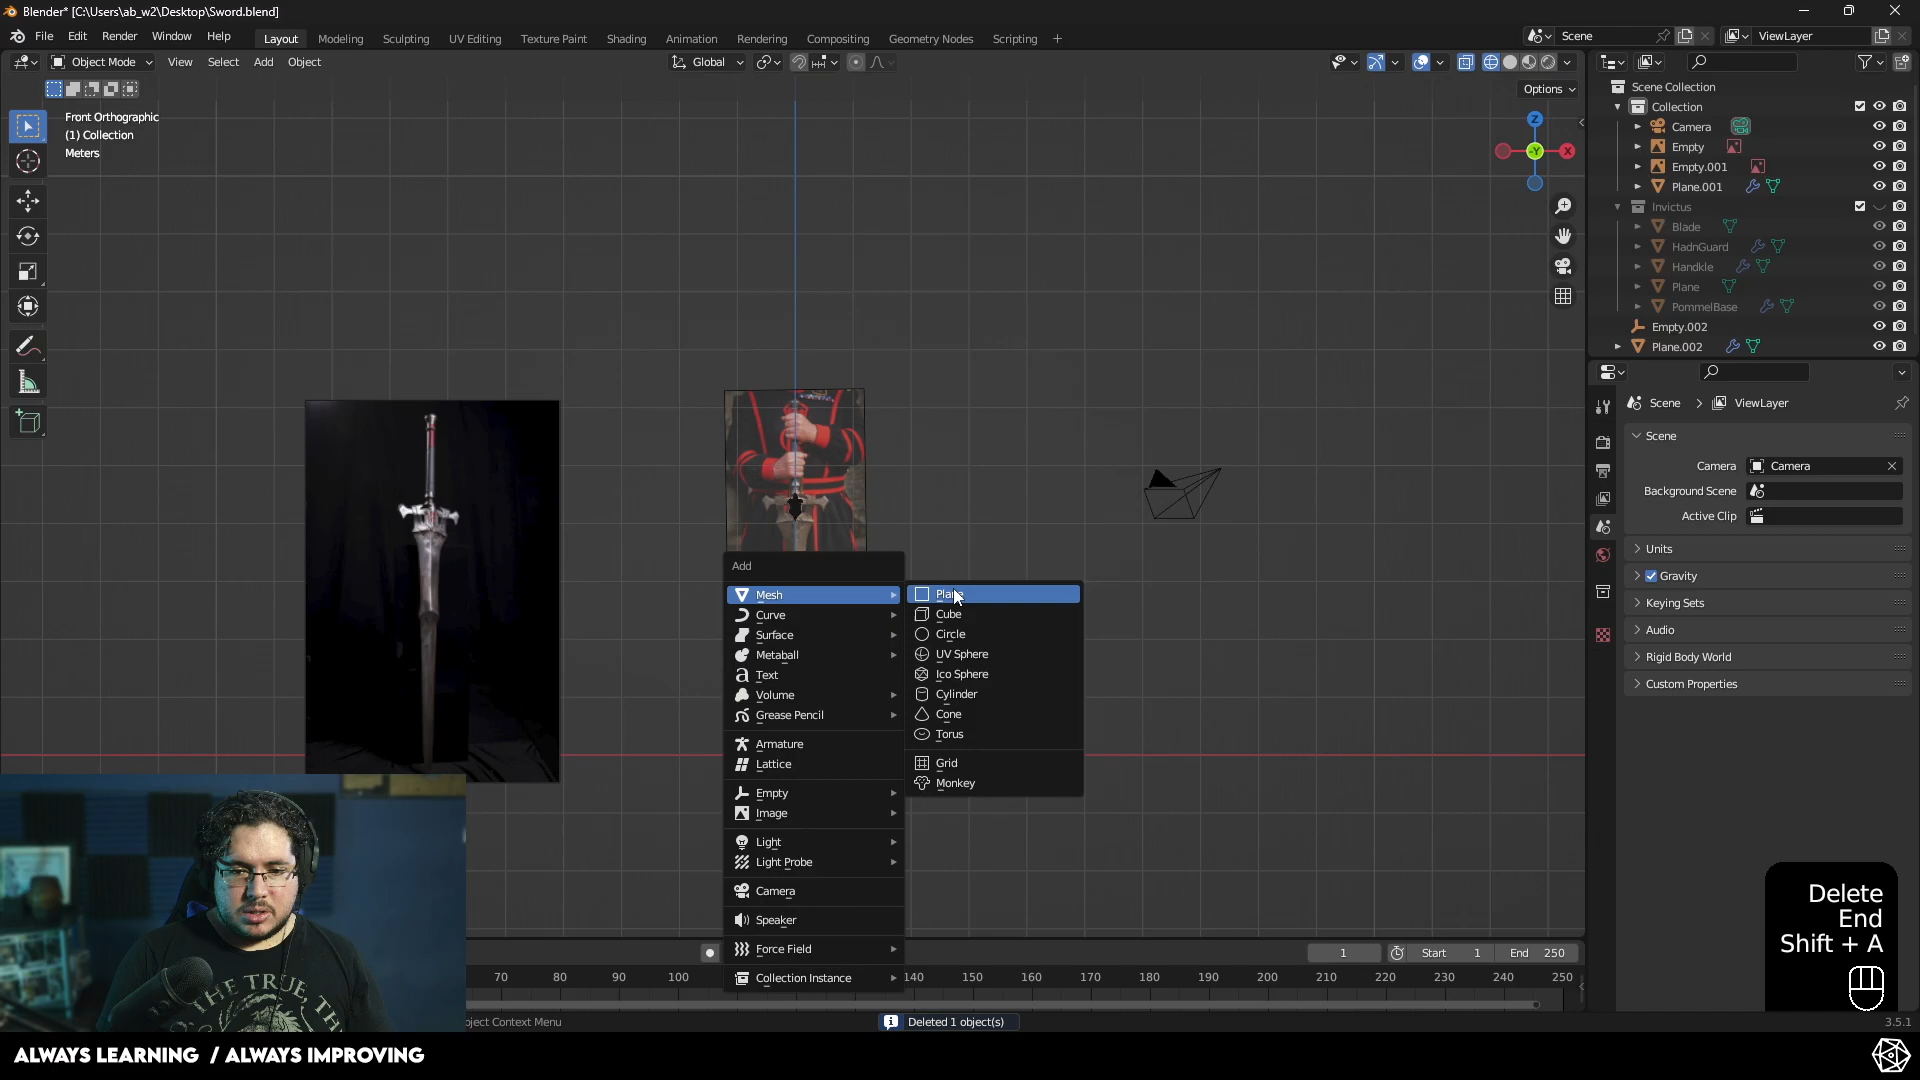 Blender* [C:\Users\ab_w2\Desktop\Sword.blend]
File Edit Render Window Help
Layout Modeling Sculpting UV Editing Texture Paint Shading Animation Rendering Compositing Geometry Nodes Scripting +
Scene
ViewLayer
Object Mode View Select Add Object
Global
Options
Front Orthographic
(1) Collection
Meters
Z
-Y
X
Scene Collection
Collection
Camera
Empty
Empty.001
Plane.001
Invictus
Blade
HadnGuard
Handkle
Plane
PommelBase
Empty.002
Plane.002
Scene > ViewLayer
Scene
Camera Camera
Background Scene
Active Clip
Units
Gravity
Keying Sets
Audio
Rigid Body World
Custom Properties
Add
Mesh
Curve
Surface
Metaball
Text
Volume
Grease Pencil
Armature
Lattice
Empty
Image
Light
Light Probe
Camera
Speaker
Force Field
Collection Instance
Plane
Cube
Circle
UV Sphere
Ico Sphere
Cylinder
Cone
Torus
Grid
Monkey
Delete
End
Shift + A
1 Start 1 End 250
70 80 90 100 140 150 160 170 180 190 200 210 220 230 240 250
THE TRUE, TH
bject Context Menu
Deleted 1 object(s)
3.5.1
ALWAYS LEARNING / ALWAYS IMPROVING